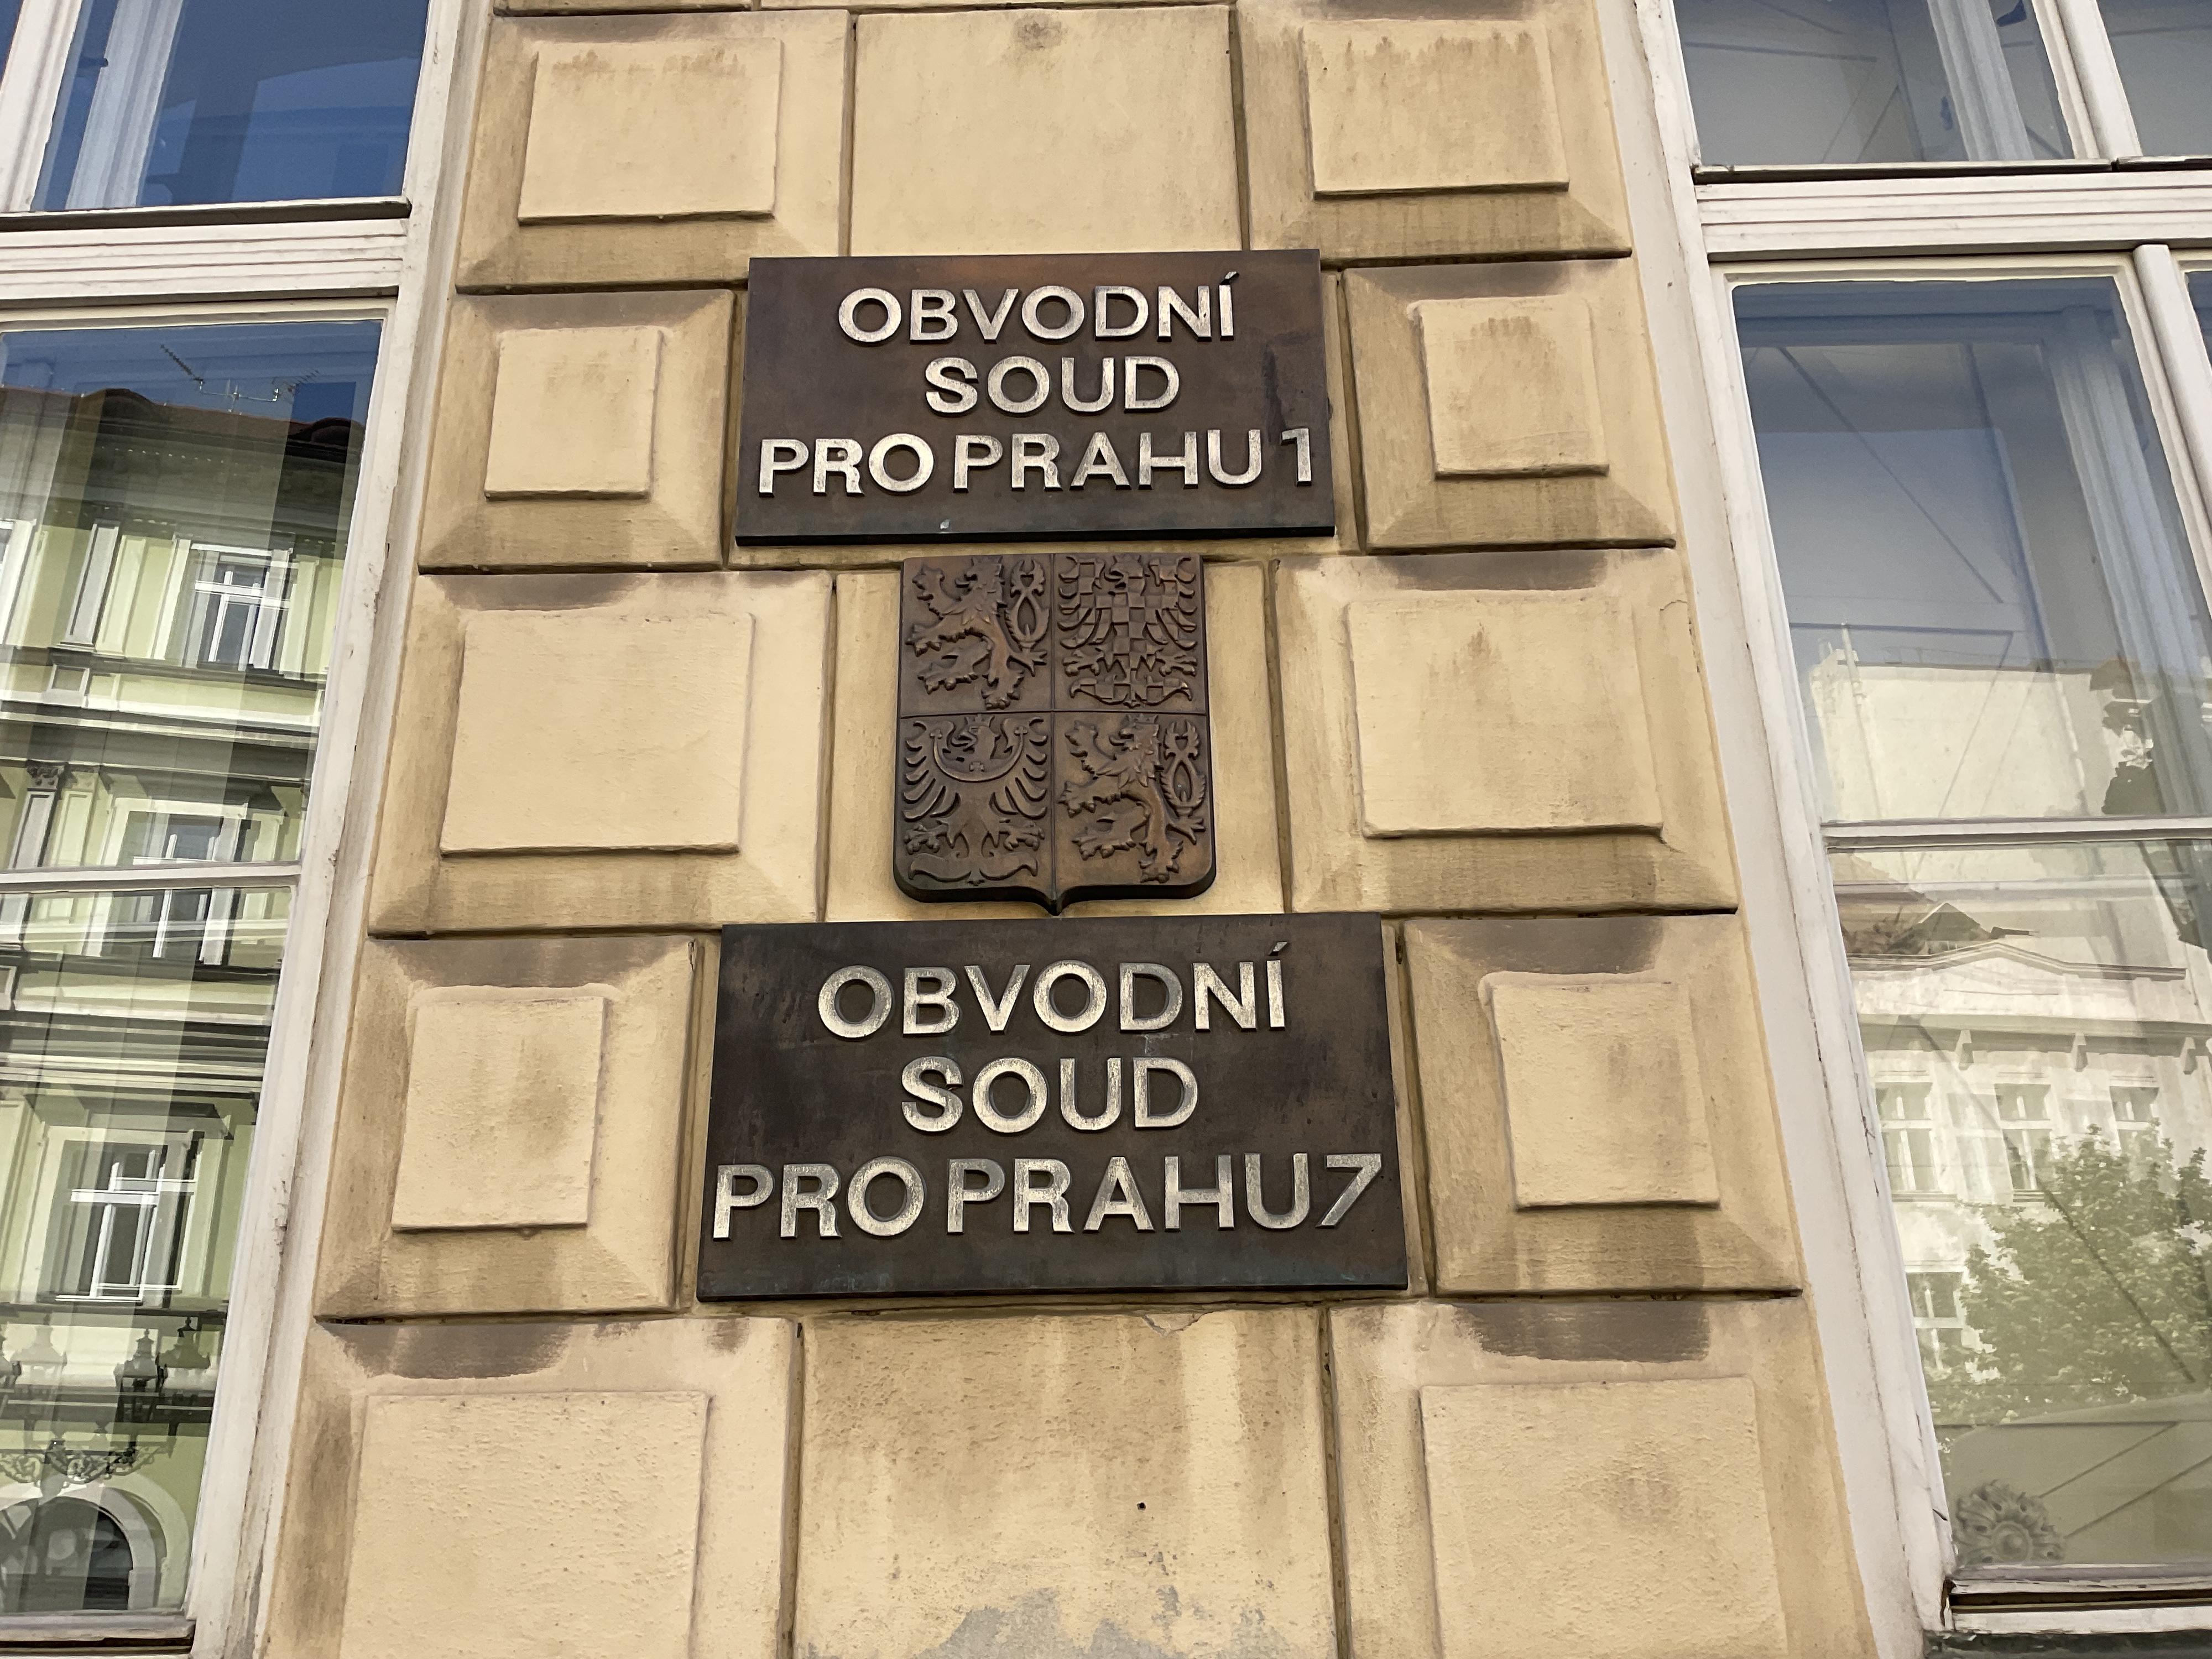 OBVODNÍ
SOUD
PRO PRAHU 1
OBVODNÍ
SOUD
PRO PRAHU 7